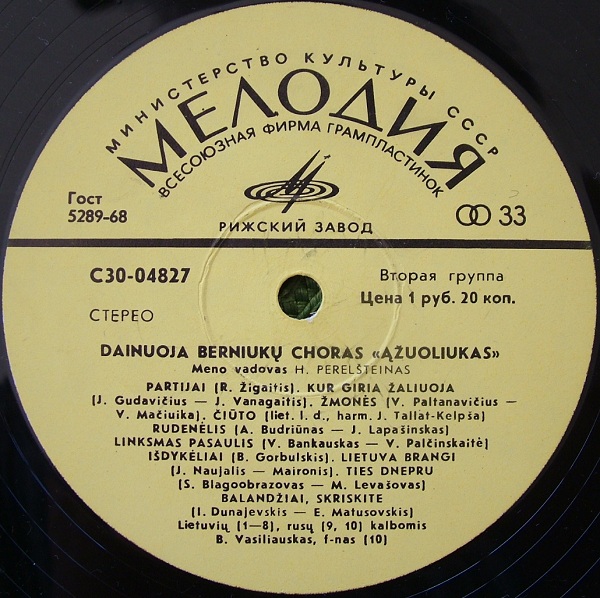 МИНИСТЕРСТВО КУЛЬТУРЫ СССР
МЕЛОДИЯ
ВСЕСОЮЗНАЯ ФИРМА ГРАМПЛАСТИНОК
Гост
5289-68
33
РИЖСКИЙ ЗАВОД
С30-04827
Вторая группа
Цена 1 руб. 20 коп.
СТЕРЕО
DAINUOJA BERNIUKŲ CHORAS «ĄŽUOLIUKAS»
Meno vadovas H. PERELŠTEINAS
PARTIJAI (R. Žigaitis). KUR GIRIA ŽALIUOJA
(J. Gudavičius — J. Vanagaitis). ŽMONĖS (V. Paltanavičius —
V. Mačiuika). ČIŪTO (liet. l. d., harm. J. Tallat-Kelpša)
RUDENĖLIS (A. Budriūnas — J. Lapašinskas)
LINKSMAS PASAULIS (V. Bankauskas — V. Palčinskaitė)
IŠDYKĖLIAI (B. Gorbulskis). LIETUVA BRANGI
(J. Naujalis — Maironis). TIES DNEPRU
(S. Blagoobrazovas — M. Levašovas)
BALANDŽIAI, SKRISKITE
(I. Dunajevskis — E. Matusovskis)
Lietuvių (1—8), rusų (9, 10) kalbomis
B. Vasiliauskas, f-nas (10)